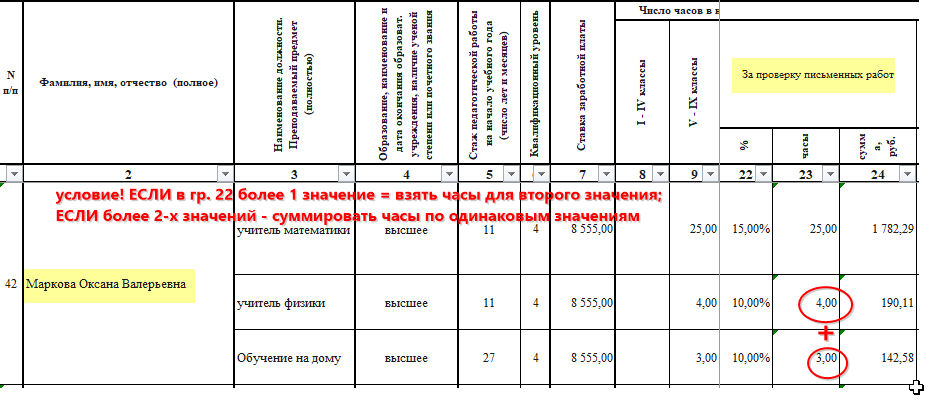 Число часов в н
N
п/п
Фамилия, имя, отчество (полное)
Наименование должности.
Преподаваемый предмет
(полностью)
Образование, наименование и
дата окончания образоват.
учреждения, наличие ученой
степени или почетного звания
Стаж педагогической работы
на начало учебного года
(число лет и месяцев)
Квалификационный уровень
Ставка заработной платы
I - IV классы
V - IX классы
За проверку письменных работ
%
часы
сумм
а,
руб.
2 3 4 5 7 8 9 22 23 24
условие! ЕСЛИ в гр. 22 более 1 значение = взять часы для второго значения;
ЕСЛИ более 2-х значений - суммировать часы по одинаковым значениям
учитель математики высшее 11 4 8 555,00 25,00 15,00% 25,00 1 782,29
42 Маркова Оксана Валерьевна
учитель физики высшее 11 4 8 555,00 4,00 10,00% 4,00 190,11
+
Обучение на дому высшее 27 4 8 555,00 3,00 10,00% 3,00 142,58